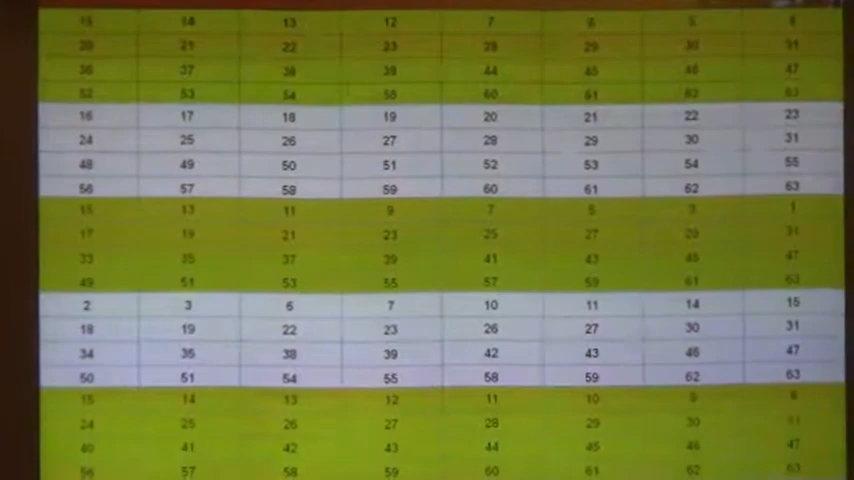 15 14 13 12 7 6 5 4
20 21 22 23 28 29 30 31
36 37 38 39 44 45 46 47
52 53 54 55 60 61 62 63
16 17 18 19 20 21 22 23
24 25 26 27 28 29 30 31
48 49 50 51 52 53 54 55
56 57 58 59 60 61 62 63
15 13 11 9 7 5 3 1
17 19 21 23 25 27 29 31
33 35 37 39 41 43 45 47
49 51 53 55 57 59 61 63
2 3 6 7 10 11 14 15
18 19 22 23 26 27 30 31
34 35 38 39 42 43 46 47
50 51 54 55 58 59 62 63
15 14 13 12 11 10 9 8
24 25 26 27 28 29 30 31
40 41 42 43 44 45 46 47
56 57 58 59 60 61 62 63